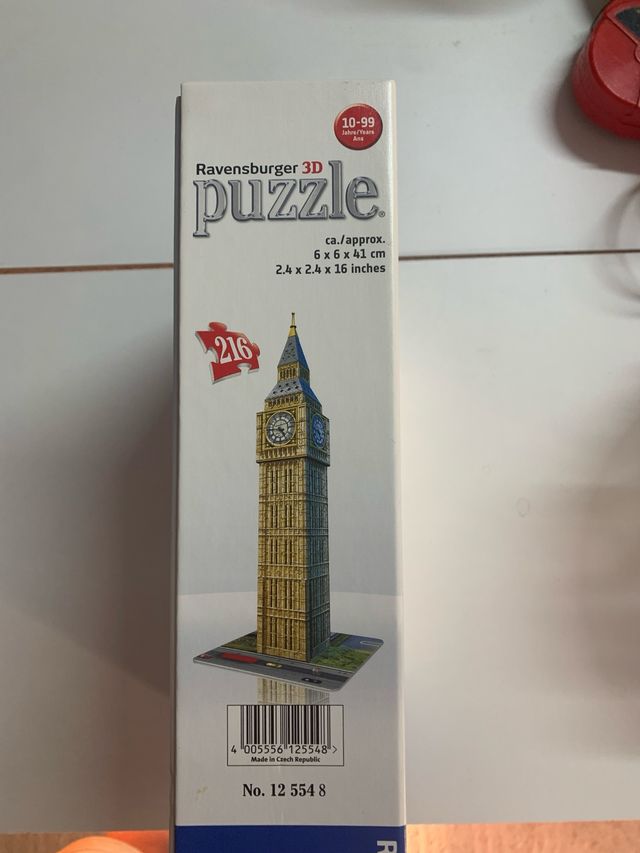 10-99
Jahre/Years
Ans
Ravensburger 3D
puzzle®
ca./approx.
6 x 6 x 41 cm
2.4 x 2.4 x 16 inches
216
4 005556 125548 >
Made in Czech Republic
No. 12 554 8
R